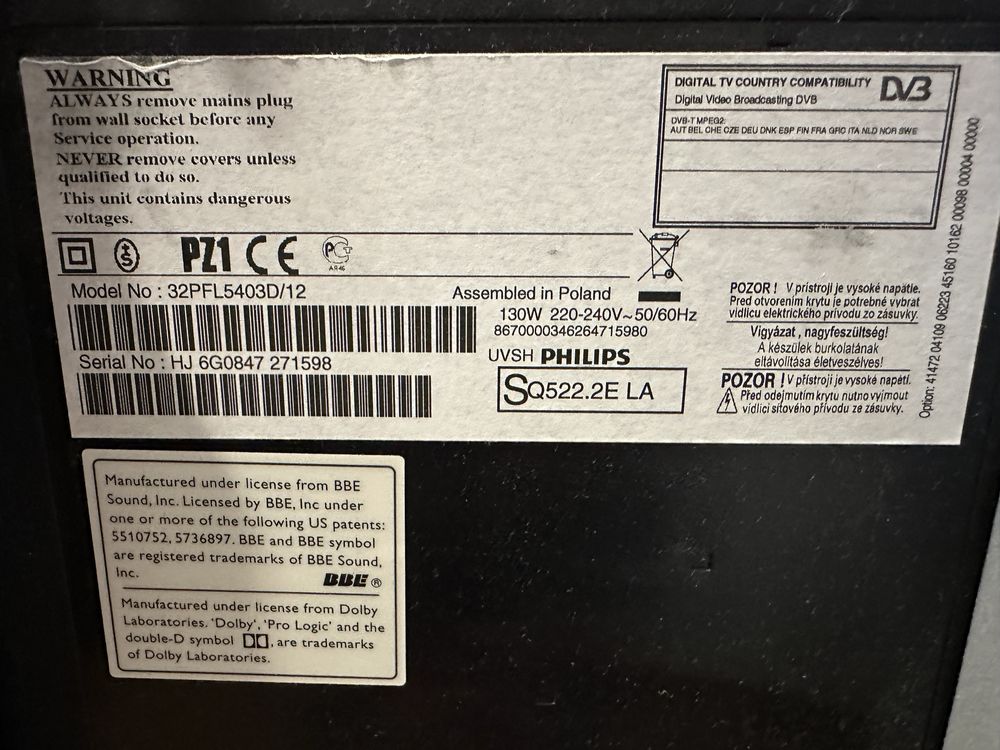 WARNING
ALWAYS remove mains plug
from wall socket before any
Service operation.
NEVER remove covers unless
qualified to do so.
This unit contains dangerous
voltages.
DIGITAL TV COUNTRY COMPATIBILITY DVB
Digital Video Broadcasting DVB
DVB-T MPEG2:
AUT BEL CHE CZE DEU DNK ESP FIN FRA GRC ITA NLD NOR SWE
S PZ1 CE PCT
AR46
Model No : 32PFL5403D/12
Serial No : HJ 6G0847 271598
Assembled in Poland
130W 220-240V~50/60Hz
8670000346264715980
UVSH PHILIPS
SQ522.2E LA
POZOR ! V prístroji je vysoké napätie.
Pred otvorením krytu je potrebné vybrat
vidlicu elektrického prívodu zo zásuvky.
Vigyázat , nagyfeszültség!
A készülek burkolatának
eltávolítása életveszélyes!
POZOR ! V přístroji je vysoké napětí.
Před odejmutím krytu nutno vyjmout
vidlici síťového přívodu ze zásuvky.
Option: 41472 04109 06223 45160 10162 00098 00004 00000
Manufactured under license from BBE
Sound, Inc. Licensed by BBE, Inc under
one or more of the following US patents:
5510752, 5736897. BBE and BBE symbol
are registered trademarks of BBE Sound,
Inc.
BBE ®
Manufactured under license from Dolby
Laboratories. 'Dolby', 'Pro Logic' and the
double-D symbol , are trademarks
of Dolby Laboratories.